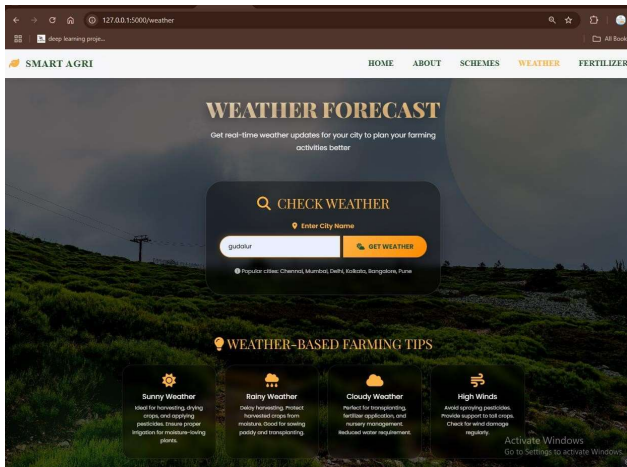 127.0.0.1:5000/weather
deep learning proje...
All Book
SMART AGRI
HOME ABOUT SCHEMES WEATHER FERTILIZER
WEATHER FORECAST
Get real-time weather updates for your city to plan your farming
activities better
CHECK WEATHER
Enter City Name
gudalur
GET WEATHER
Popular cities: Chennai, Mumbai, Delhi, Kolkata, Bangalore, Pune
WEATHER-BASED FARMING TIPS
Sunny Weather
Ideal for harvesting, drying
crops, and applying
pesticides. Ensure proper
irrigation for moisture-loving
plants.
Rainy Weather
Delay harvesting. Protect
harvested crops from
moisture. Good for sowing
paddy and transplanting.
Cloudy Weather
Perfect for transplanting,
fertilizer application, and
nursery management.
Reduced water requirement.
High Winds
Avoid spraying pesticides.
Provide support to tall crops.
Check for wind damage
regularly.
Activate Windows
Go to Settings to activate Windows.